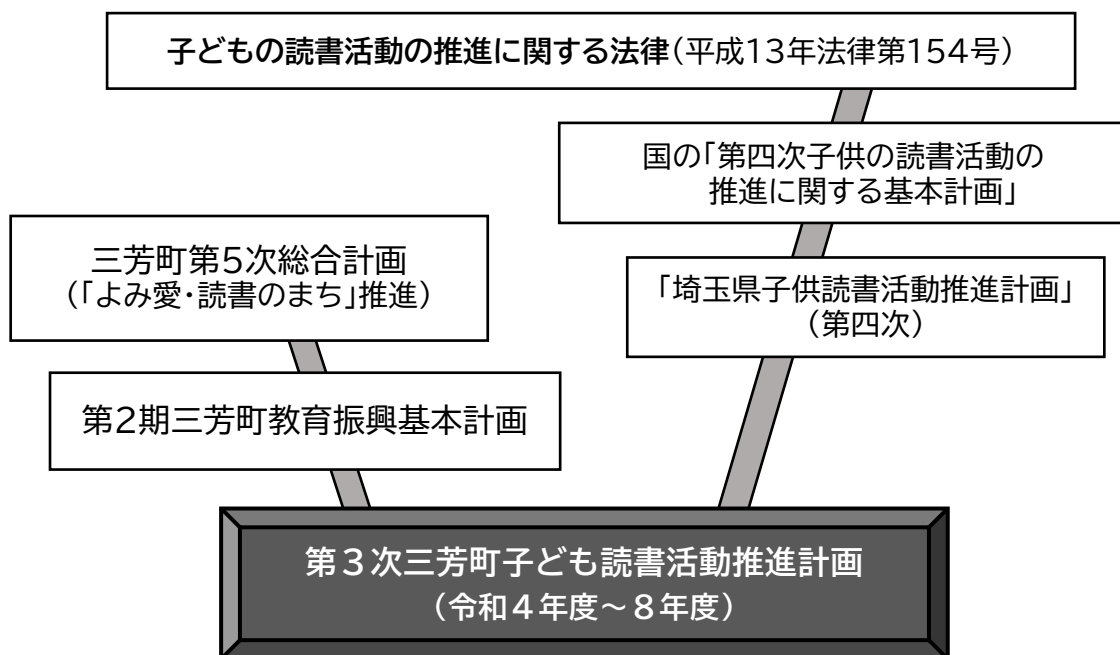 子どもの読書活動の推進に関する法律(平成13年法律第154号)
国の「第四次子供の読書活動の
推進に関する基本計画」
三芳町第5次総合計画
(「よみ愛・読書のまち」推進)
「埼玉県子供読書活動推進計画」
(第四次)
第2期三芳町教育振興基本計画
第3次三芳町子ども読書活動推進計画
(令和4年度~8年度)